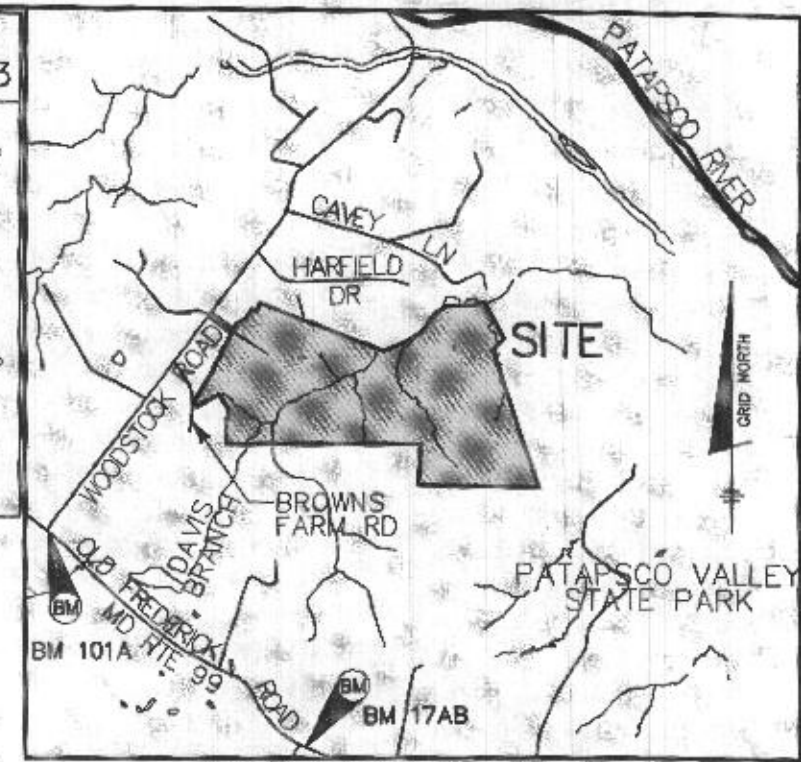 3
PATAPSCO RIVER
CAVEY LN
HARFIELD
DR
SITE
GRID NORTH
WOODSTOCK ROAD
BROWNS
FARM RD
DAVIS
BRANCH
PATAPSCO VALLEY
STATE PARK
OLD FREDERICK ROAD
MD RTE 99
BM
BM 101A
BM
BM 17AB